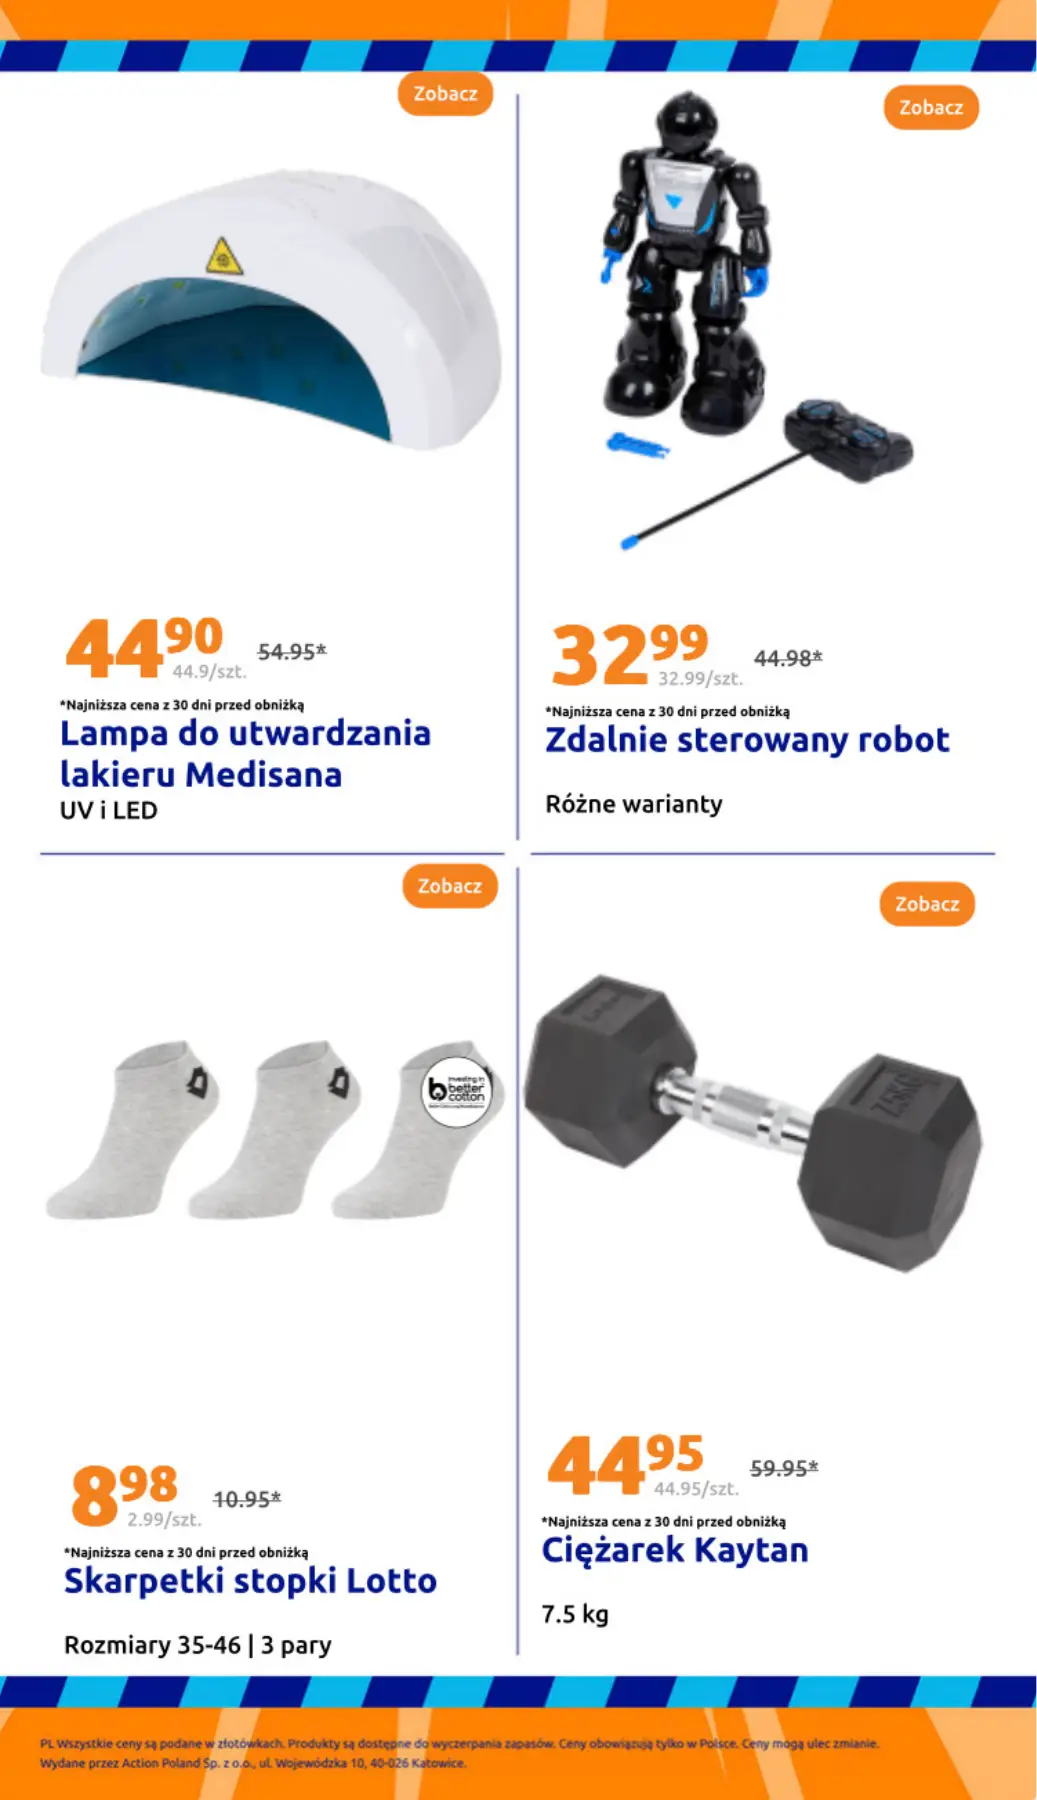 Zobacz
44 90
44.9/szt.
54.95*
*Najniższa cena z 30 dni przed obniżką
Lampa do utwardzania
lakieru Medisana
UV i LED
Zobacz
32 99
32.99/szt.
44.98*
*Najniższa cena z 30 dni przed obniżką
Zdalnie sterowany robot
Różne warianty
Zobacz
investing in
better
cotton
8 98
2.99/szt.
10.95*
*Najniższa cena z 30 dni przed obniżką
Skarpetki stopki Lotto
Rozmiary 35-46 | 3 pary
Zobacz
7.5KG
44 95
44.95/szt.
59.95*
*Najniższa cena z 30 dni przed obniżką
Ciężarek Kaytan
7.5 kg
PL Wszystkie ceny są podane w złotówkach. Produkty są dostępne do wyczerpania zapasów. Ceny obowiązują tylko w Polsce. Ceny mogą ulec zmianie.
Wydane przez Action Poland Sp. z o.o., ul. Wojewódzka 10, 40-026 Katowice.